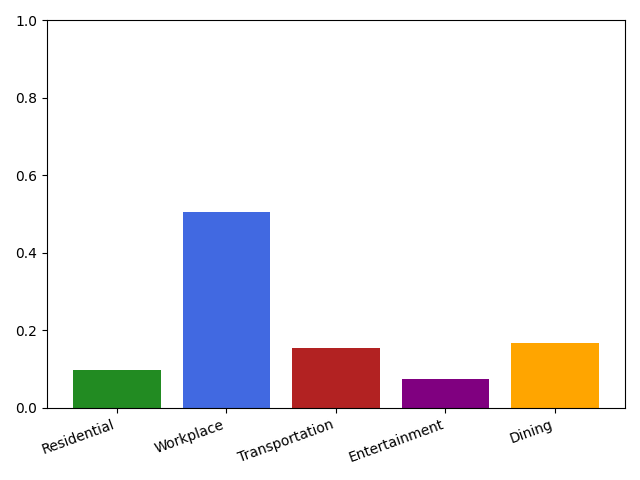 1.0
0.8
0.6
0.4
0.2
0.0
Residential
Workplace
Transportation
Entertainment
Dining